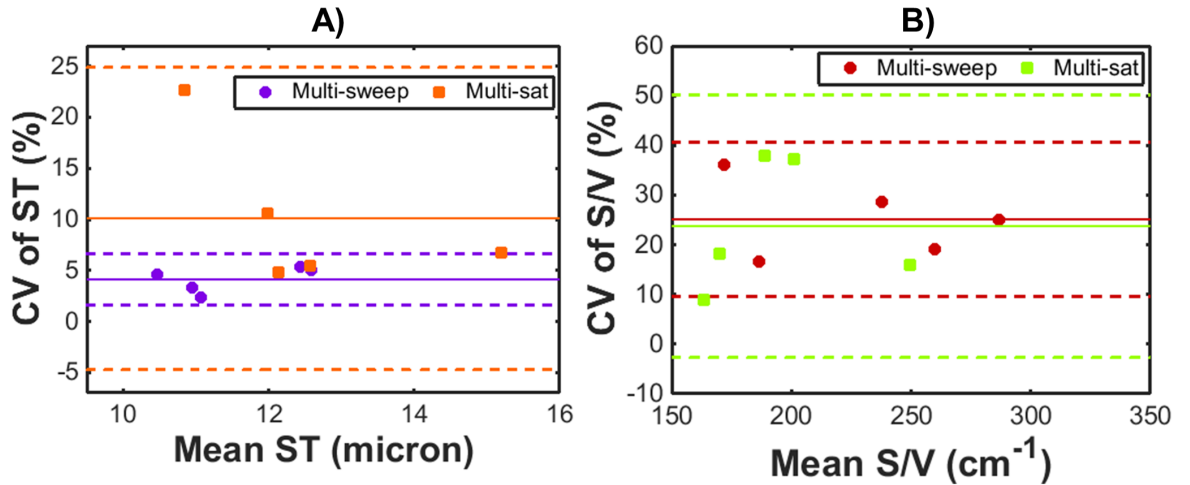 A)
CV of ST (%)
25
20
15
10
5
0
-5
Multi-sweep
Multi-sat
10
12
14
16
Mean ST (micron)
B)
CV of S/V (%)
60
50
40
30
20
10
0
-10
Multi-sweep
Multi-sat
150
200
250
300
350
Mean S/V (cm⁻¹)